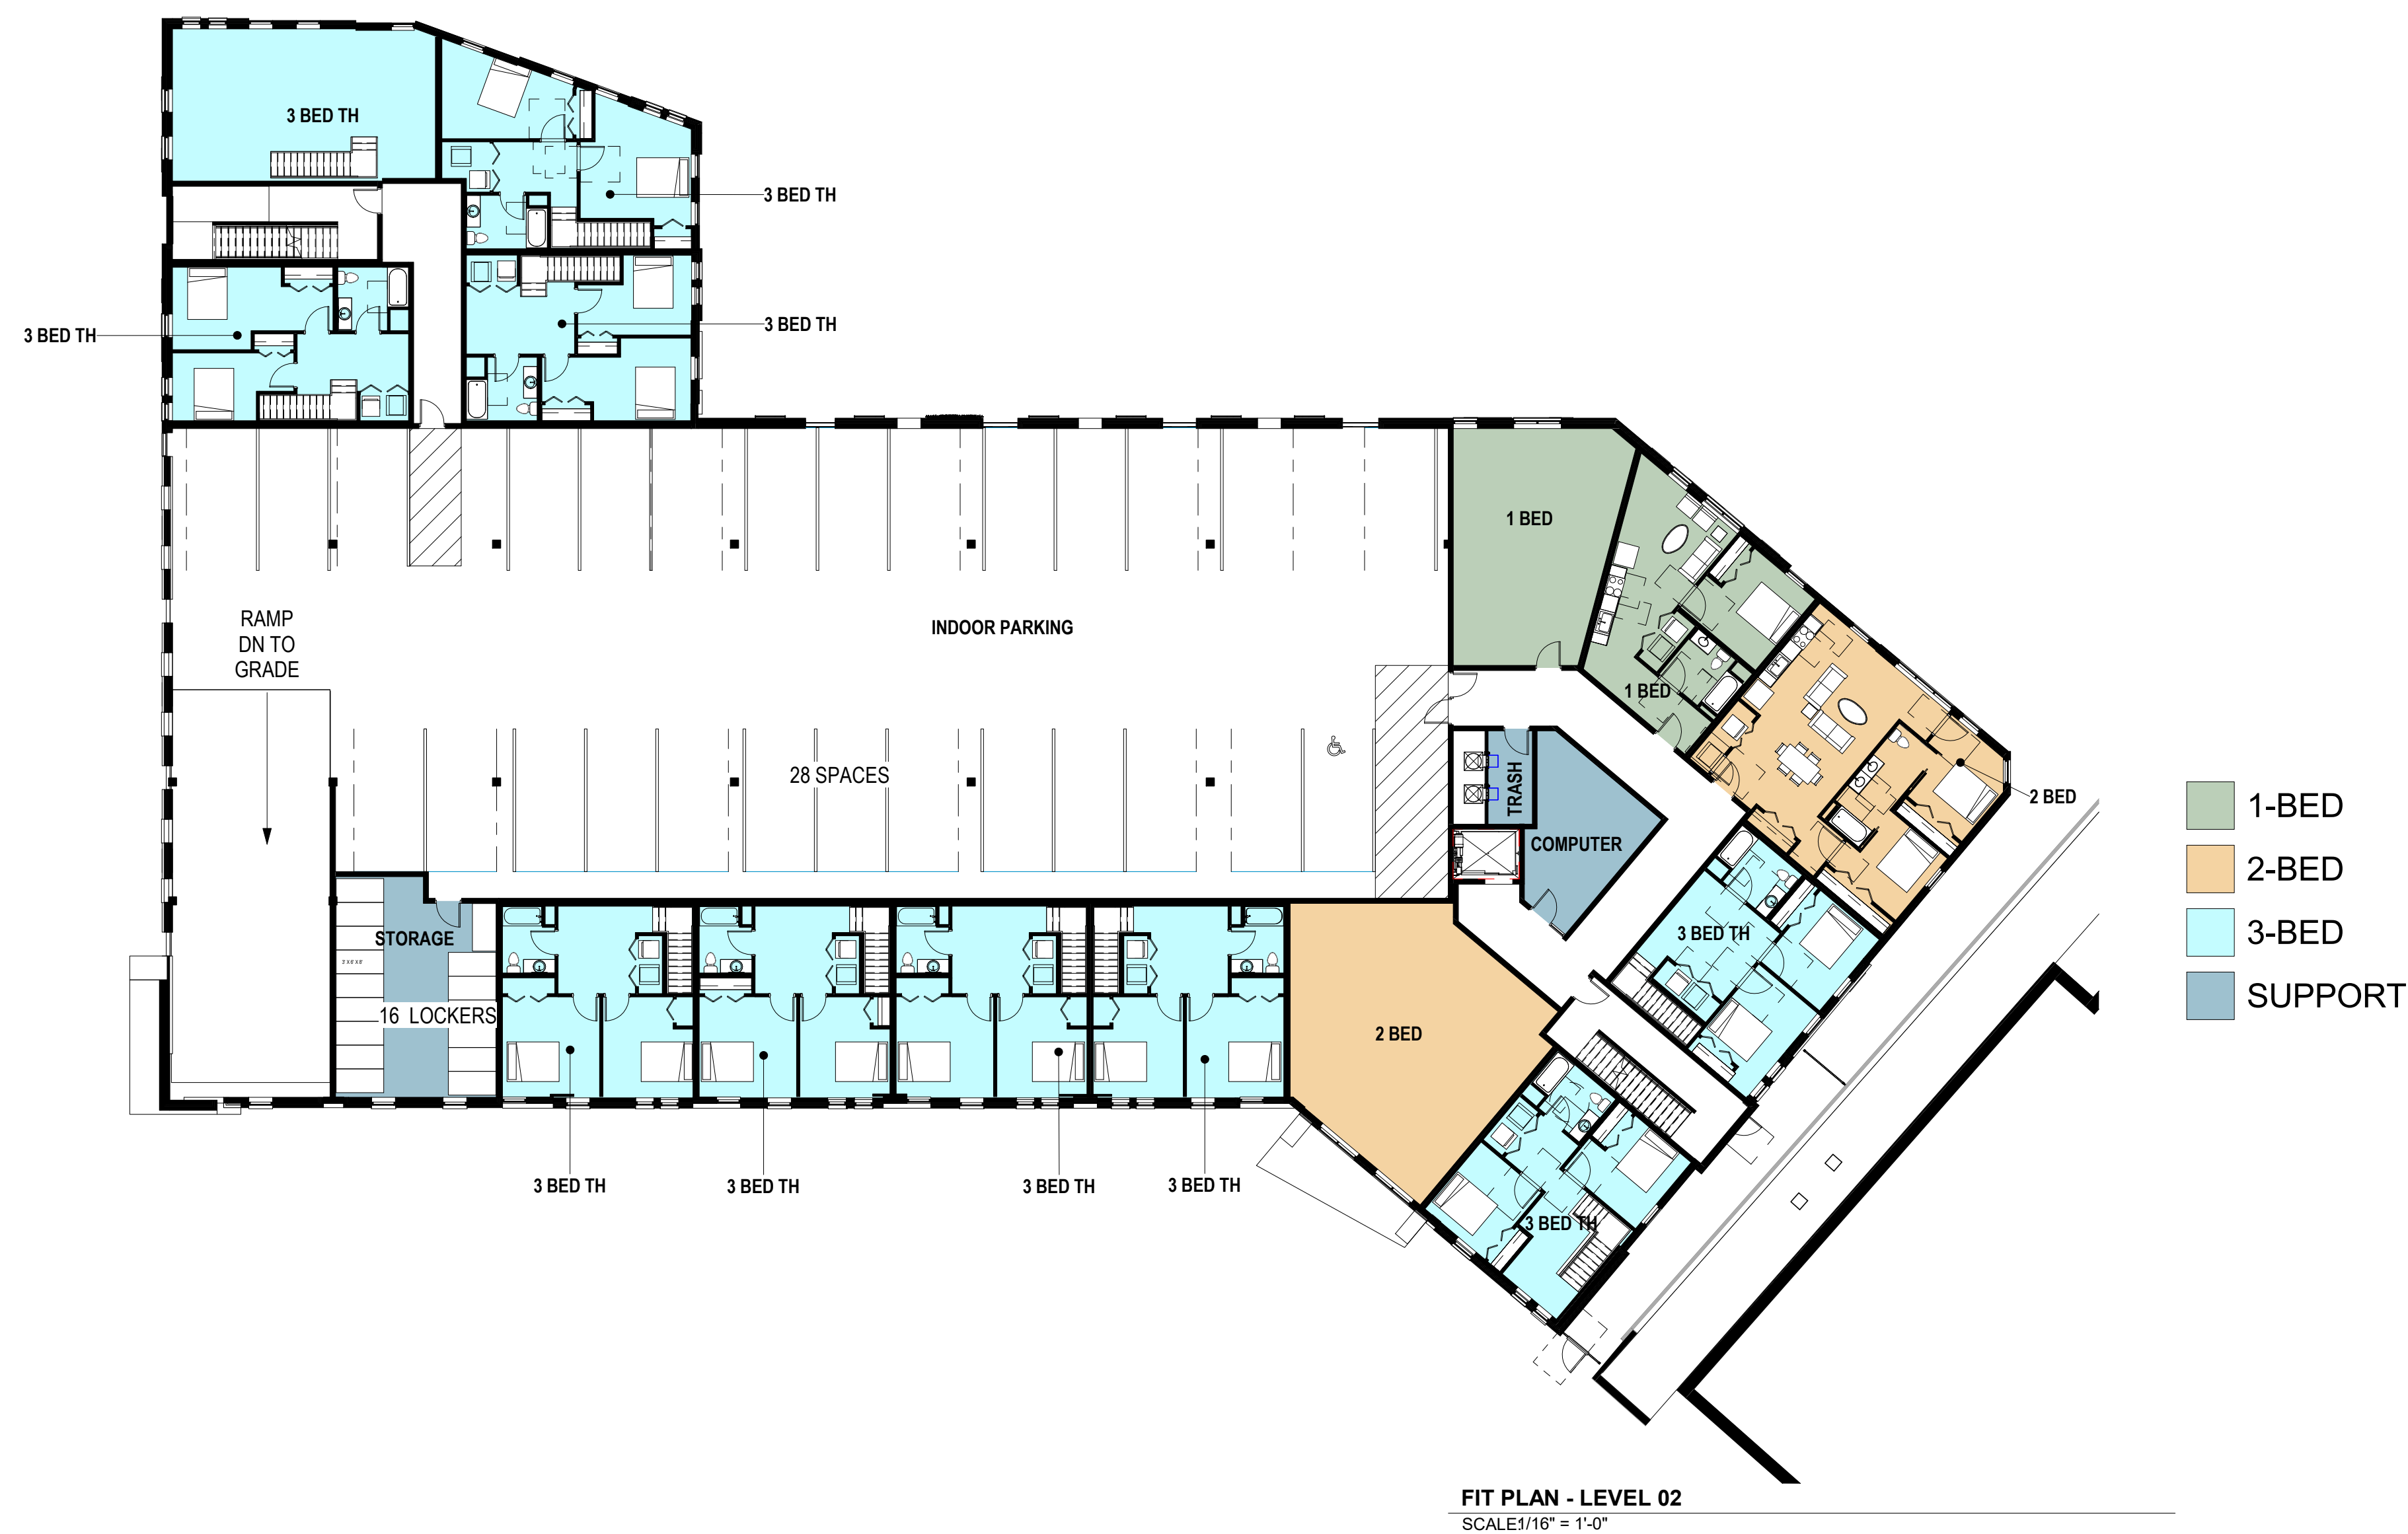 3 BED TH
3 BED TH
3 BED TH
3 BED TH
1 BED
RAMP
DN TO
GRADE
INDOOR PARKING
1 BED
28 SPACES
TRASH
2 BED
COMPUTER
1-BED
2-BED
3-BED
SUPPORT
STORAGE
3 BED TH
16 LOCKERS
2 BED
3 BED TH
3 BED TH
3 BED TH
3 BED TH
3 BED TH
FIT PLAN - LEVEL 02
SCALE: 1/16" = 1'-0"